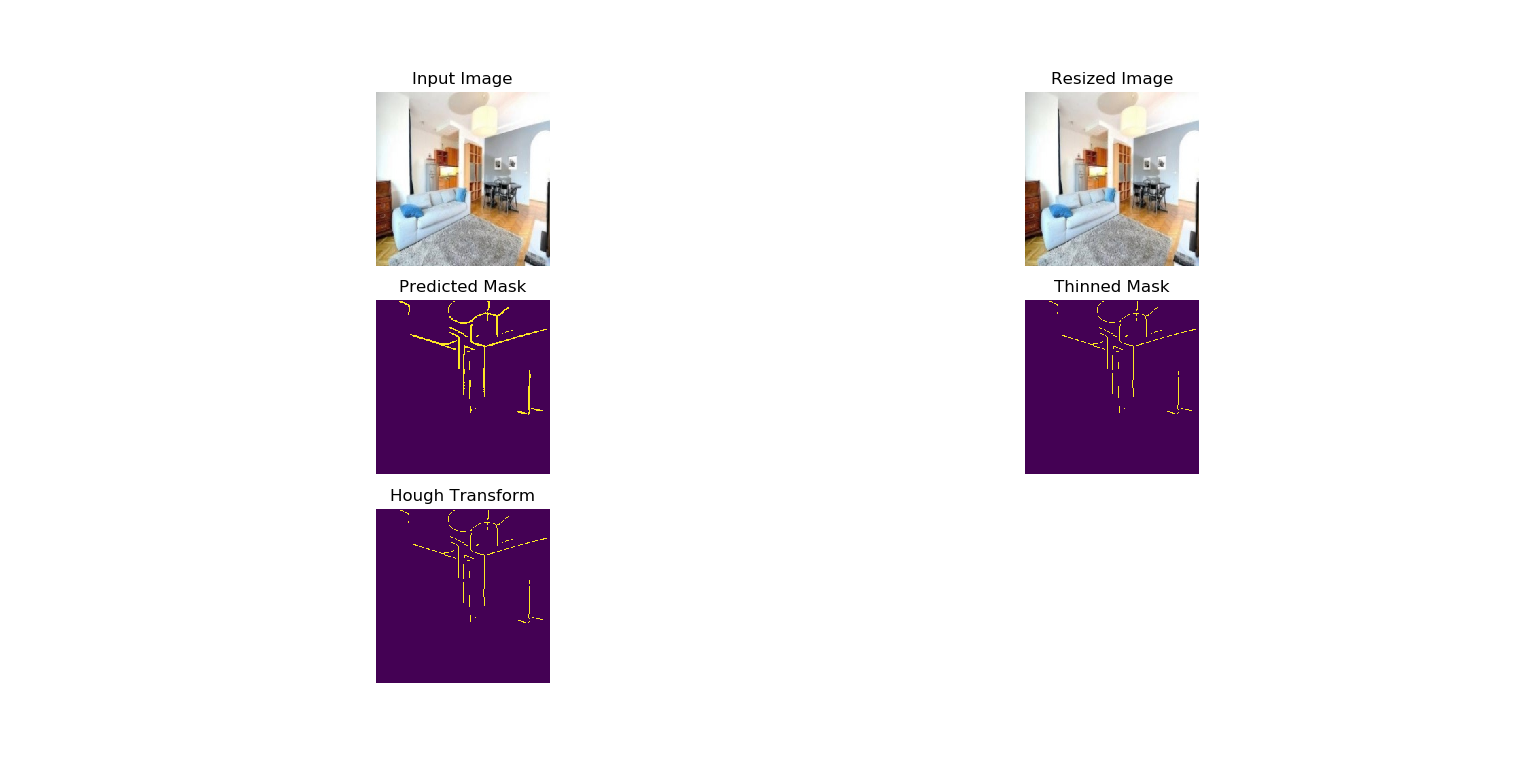 Input Image
Resized Image
Predicted Mask
Thinned Mask
Hough Transform